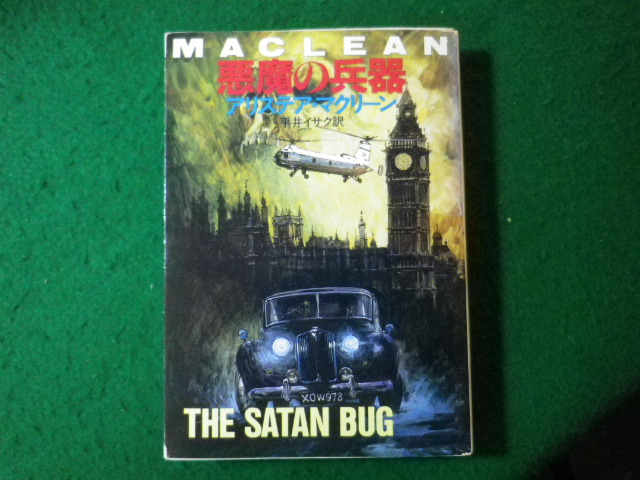 MACLEAN
悪魔の兵器
アリステア・マクリーン
平井イサク訳
XOW973
THE SATAN BUG